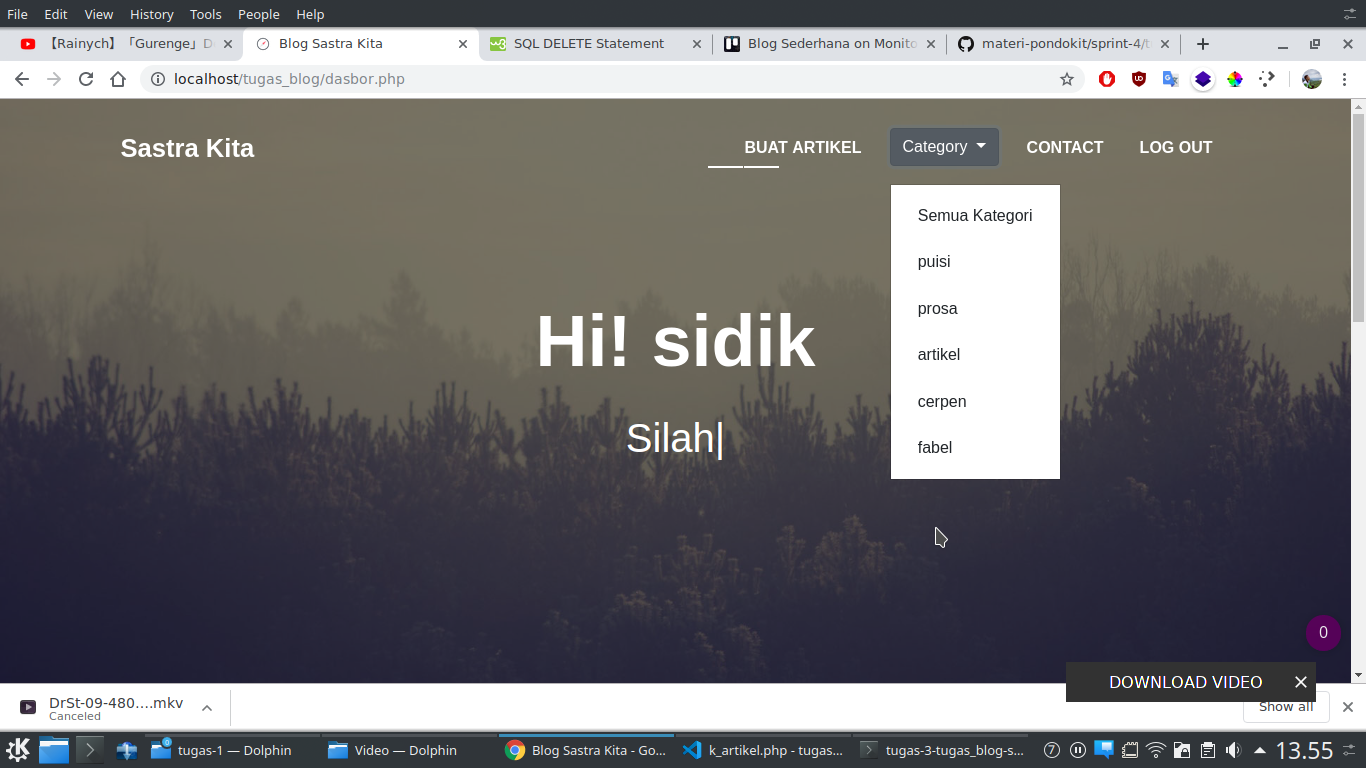 File Edit View History Tools People Help
【Rainych】「Gurenge」D
Blog Sastra Kita
SQL DELETE Statement
Blog Sederhana on Monito
materi-pondokit/sprint-4/t
localhost/tugas_blog/dasbor.php
Sastra Kita
BUAT ARTIKEL
Category
CONTACT
LOG OUT
Semua Kategori
puisi
prosa
artikel
cerpen
fabel
Hi! sidik
Silah|
0
DOWNLOAD VIDEO
DrSt-09-480....mkv
Canceled
Show all
tugas-1 — Dolphin
Video — Dolphin
Blog Sastra Kita - Go...
k_artikel.php - tugas...
tugas-3-tugas_blog-s...
7
13.55